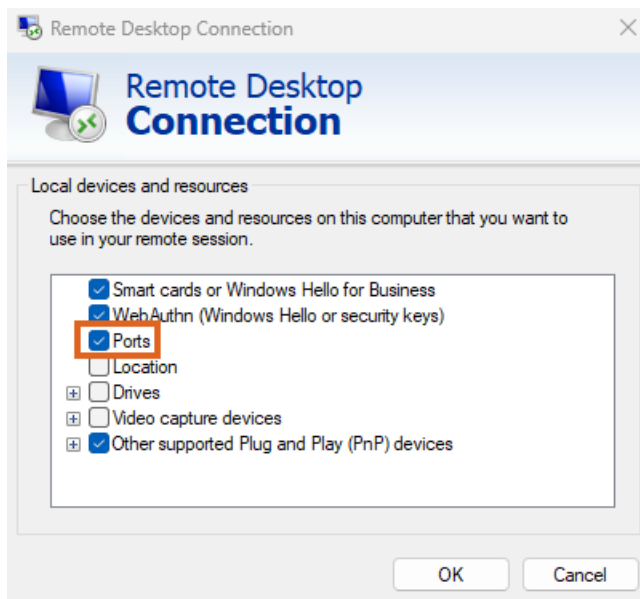 Remote Desktop Connection
Remote Desktop
Connection
Local devices and resources
Choose the devices and resources on this computer that you want to
use in your remote session.
Smart cards or Windows Hello for Business
WebAuthn (Windows Hello or security keys)
Ports
Location
Drives
Video capture devices
Other supported Plug and Play (PnP) devices
OK Cancel